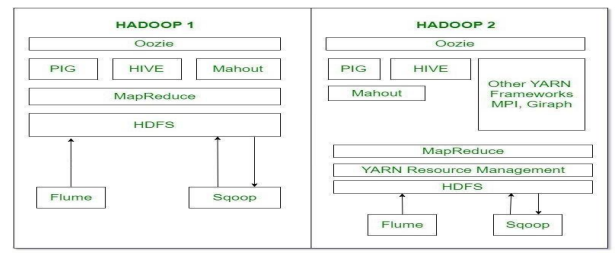 HADOOP 1
Oozie
PIG
HIVE
Mahout
MapReduce
HDFS
Flume
Sqoop
HADOOP 2
Oozie
PIG
HIVE
Mahout
Other YARN
Frameworks
MPI, Giraph
MapReduce
YARN Resource Management
HDFS
Flume
Sqoop